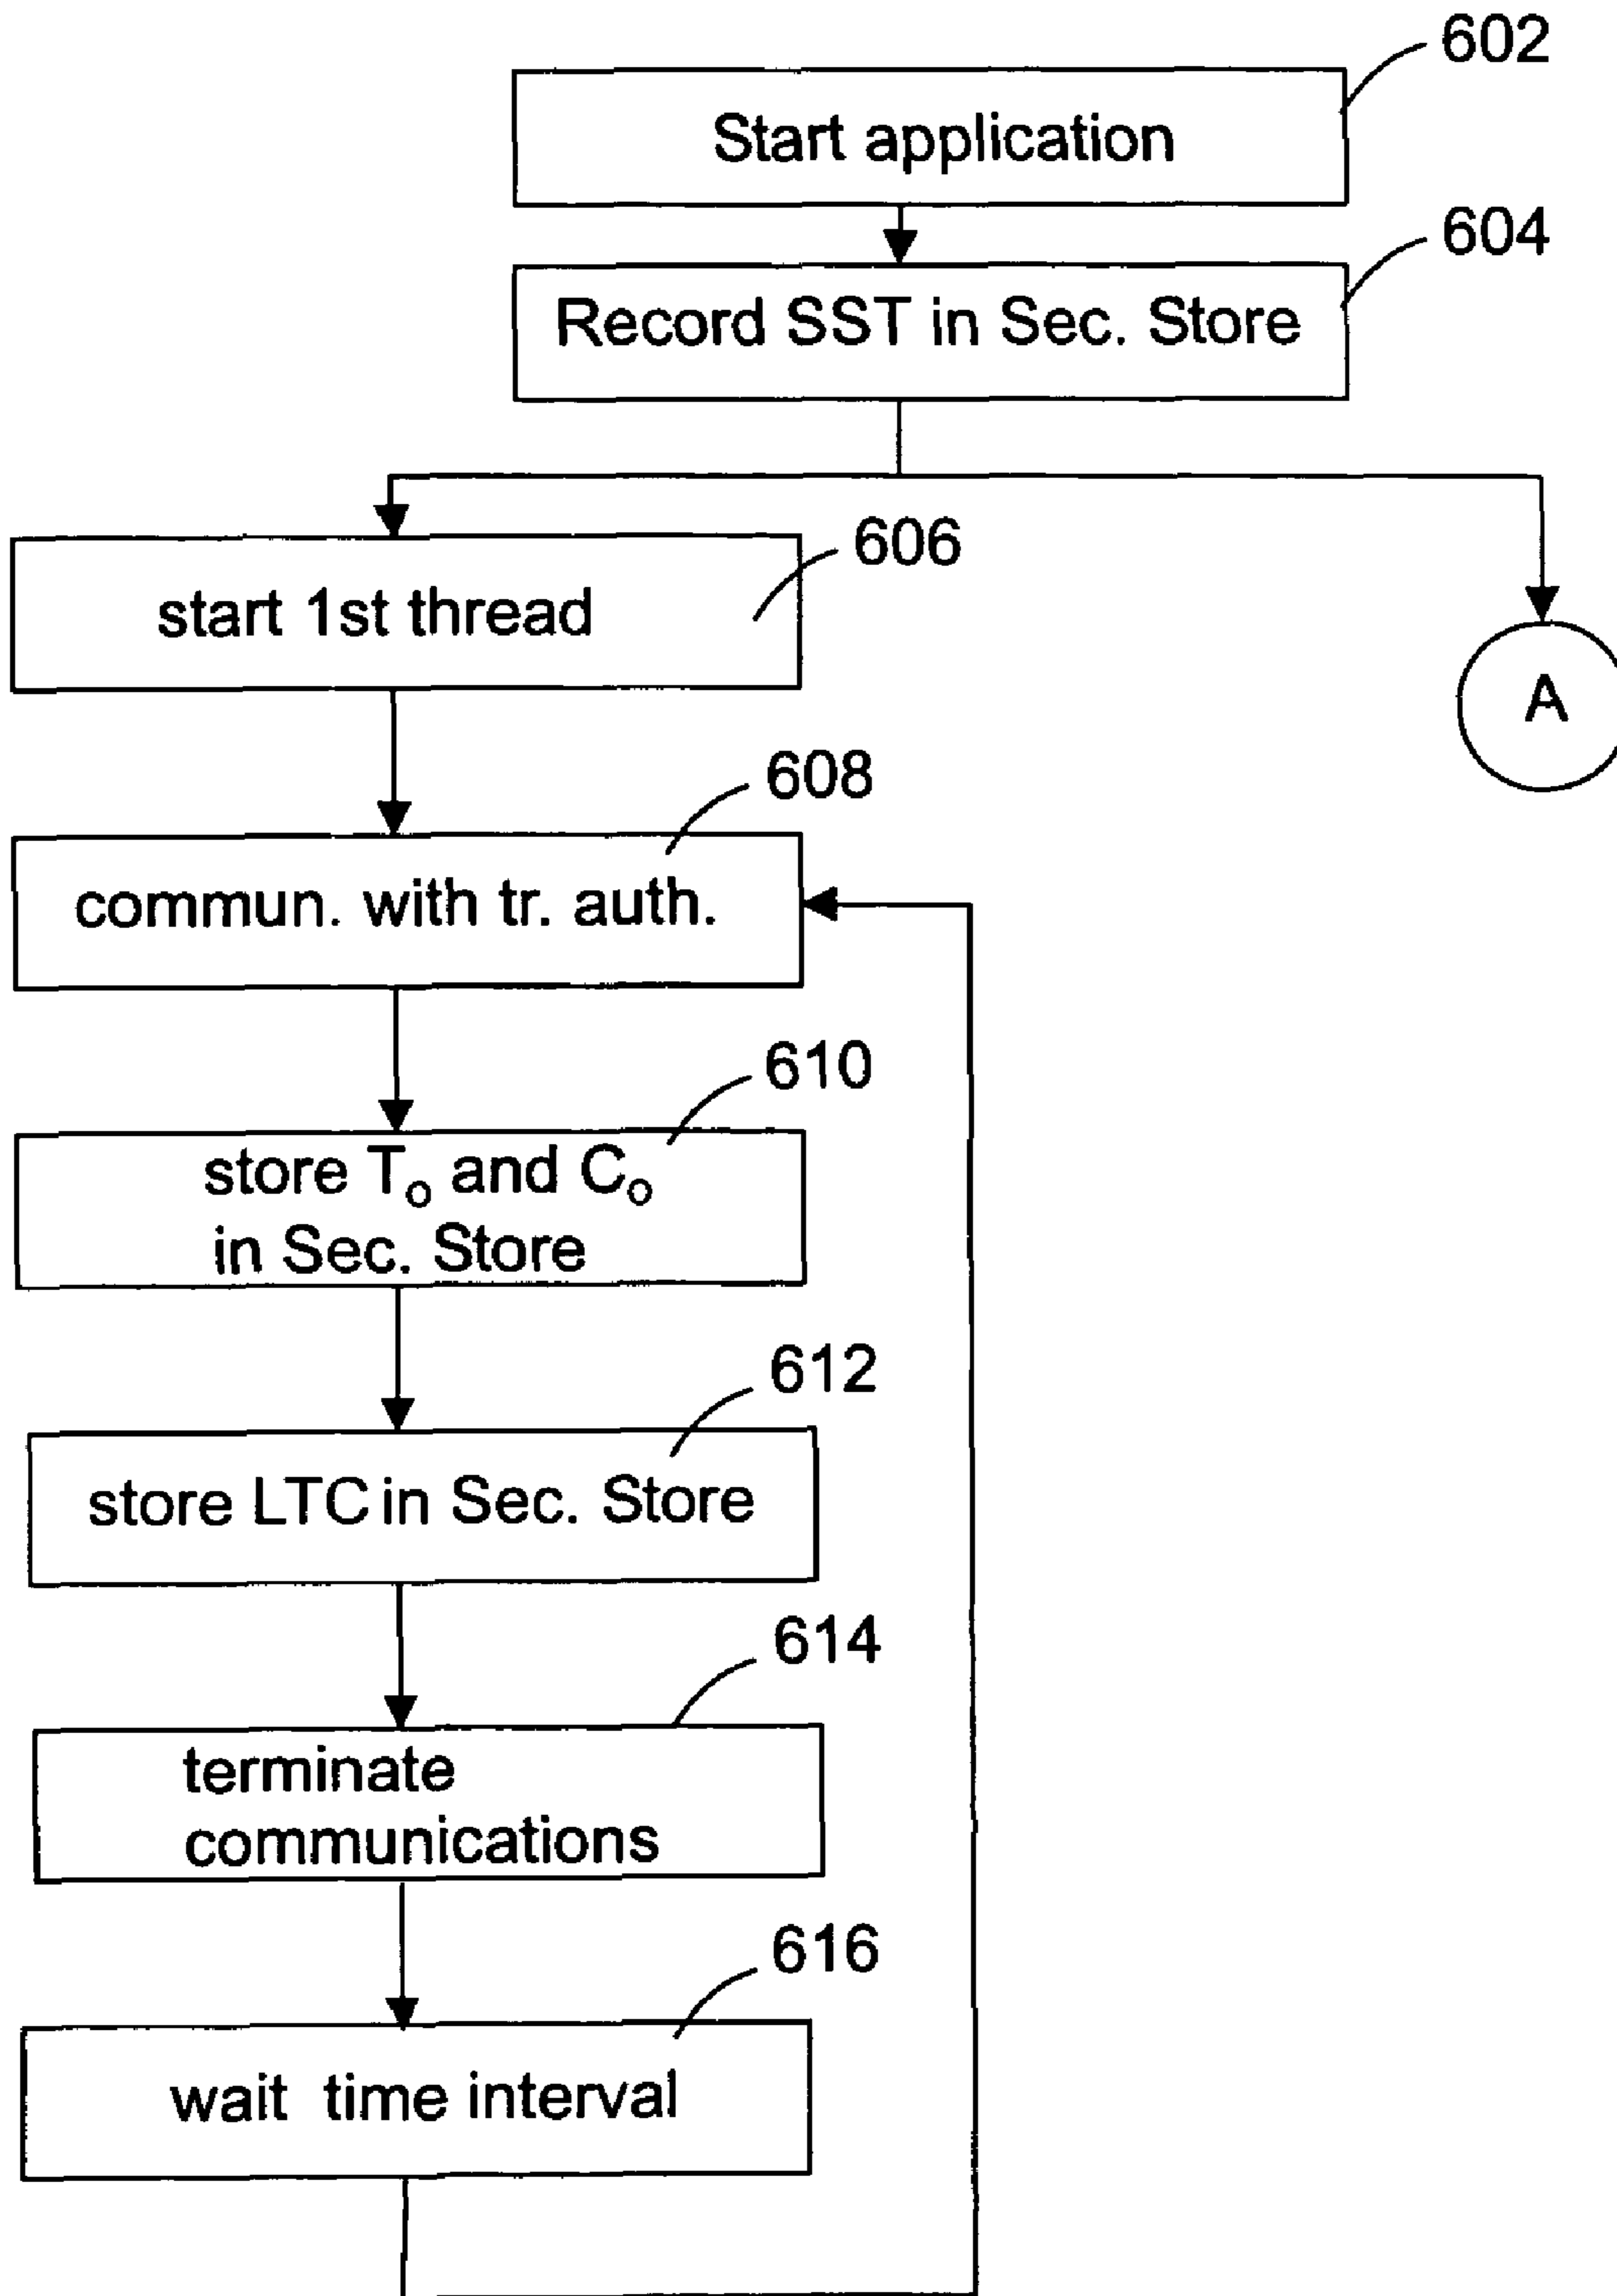 602
Start application
604
Record SST in Sec. Store
606
start 1st thread
A
608
commun. with tr. auth.
610
store To and Co
in Sec. Store
612
store LTC in Sec. Store
614
terminate
communications
616
wait time interval